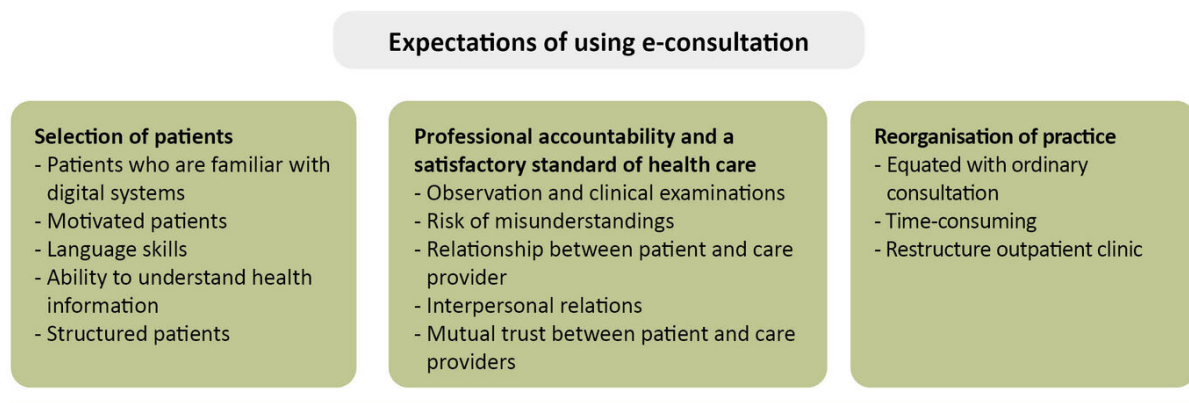 Expectations of using e-consultation
Selection of patients
- Patients who are familiar with
digital systems
- Motivated patients
- Language skills
- Ability to understand health
information
- Structured patients
Professional accountability and a
satisfactory standard of health care
- Observation and clinical examinations
- Risk of misunderstandings
- Relationship between patient and care
provider
- Interpersonal relations
- Mutual trust between patient and care
providers
Reorganisation of practice
- Equated with ordinary
consultation
- Time-consuming
- Restructure outpatient clinic